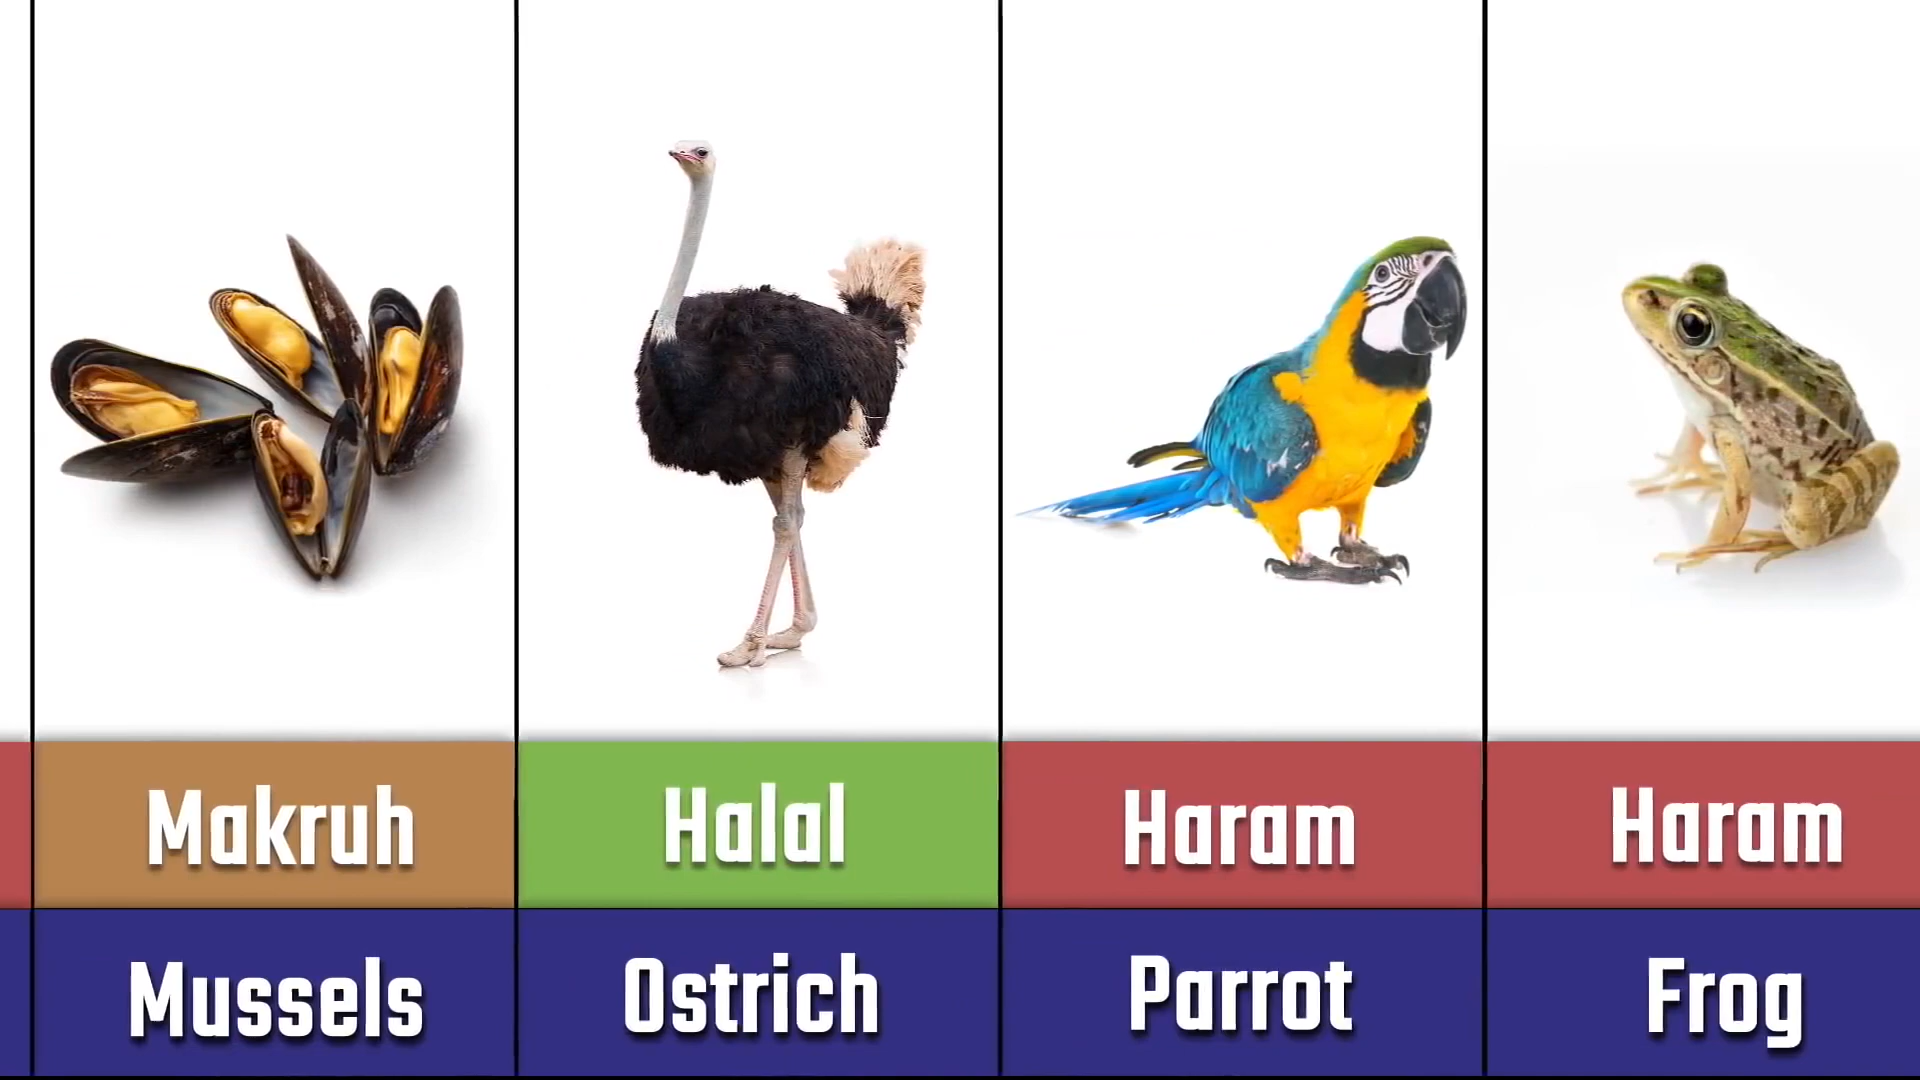 Makruh
Halal
Haram
Haram
Mussels
Ostrich
Parrot
Frog